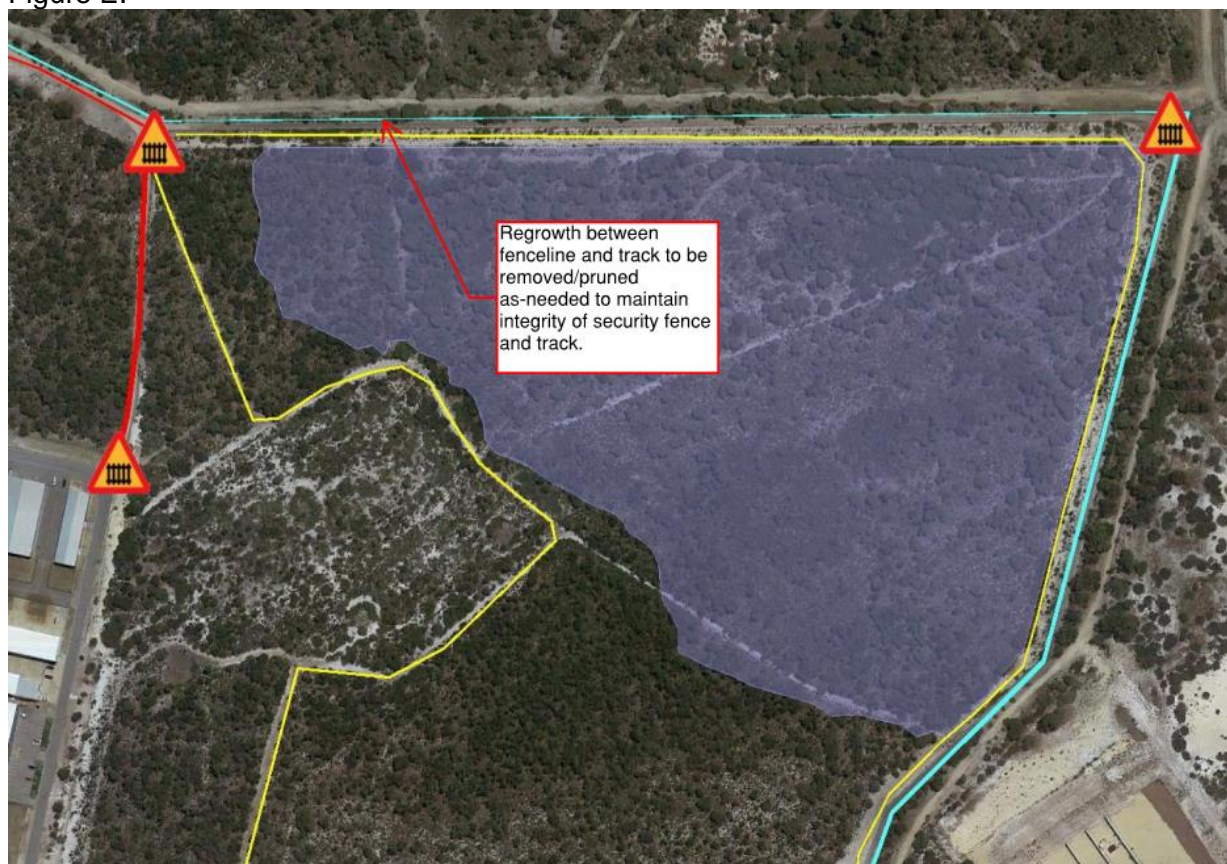 Figure 2.
Regrowth between
fenceline and track to be
removed/pruned
as-needed to maintain
integrity of security fence
and track.